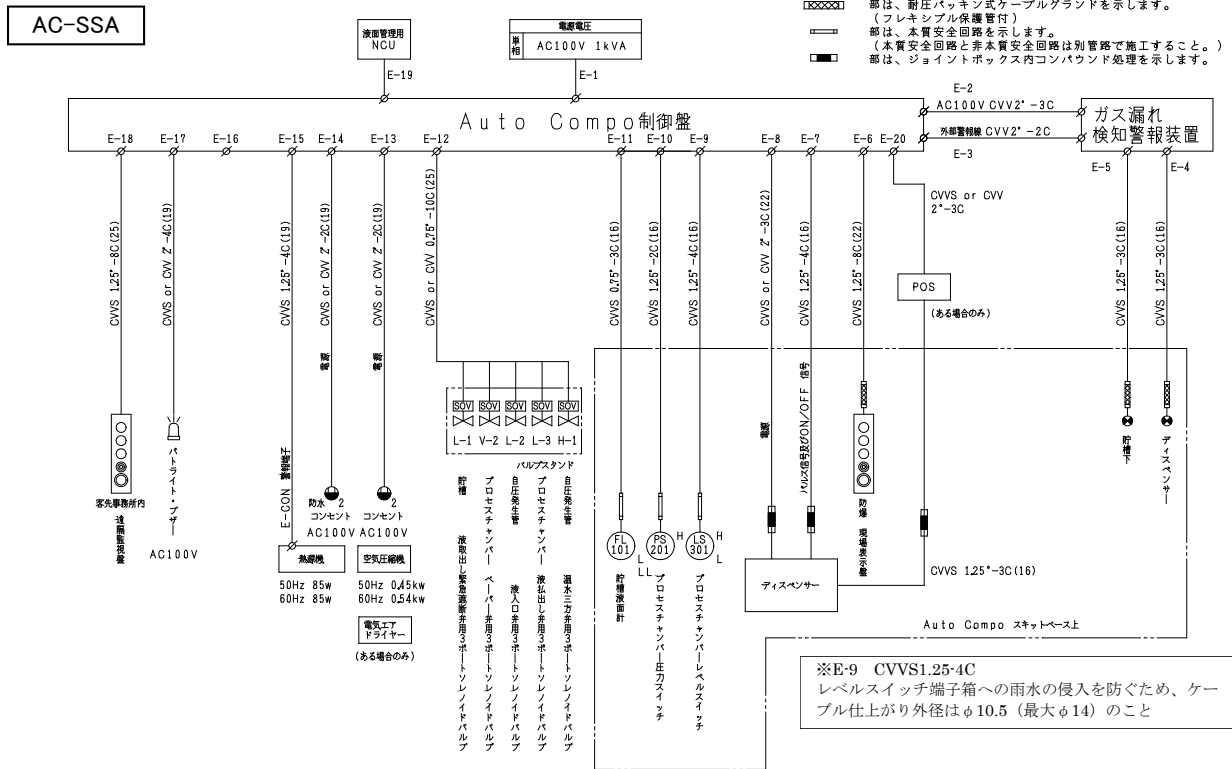 AC-SSA
部は、耐圧パッキン式ケーブルグランドを示します。
(フレキシブル保護管付)
部は、本質安全回路を示します。
(本質安全回路と非本質安全回路は別管路で施工すること。)
部は、ジョイントボックス内コンパウンド処理を示します。
液面管理用
NCU
電源電圧
単相
AC100V 1kVA
E-19
E-1
Auto Compo制御盤
E-2
AC100V CVV2°-3C
外部警報線 CVV2°-2C
E-3
ガス漏れ
検知警報装置
E-18
E-17
E-16
E-15
E-14
E-13
E-12
E-11
E-10
E-9
E-8
E-7
E-6
E-20
E-5
E-4
CVVS 1.25°-8C(25)
CVVS or CVV 2°-4C(19)
CVVS 1.25°-4C(19)
CVVS or CVV 2°-2C(19)
CVVS or CVV 2°-2C(19)
CVVS or CVV 0.75°-10C(25)
CVVS 0.75°-3C(16)
CVVS 1.25°-2C(16)
CVVS 1.25°-4C(16)
CVVS or CVV 2°-3C(22)
CVVS 1.25°-4C(16)
CVVS 1.25°-8C(22)
CVVS or CVV
2°-3C
CVVS 1.25°-3C(16)
CVVS 1.25°-3C(16)
POS
(ある場合のみ)
電源
電源
電源
パルス信号及びON/OFF 信号
E-CON 警報端子
SOV
SOV
SOV
SOV
SOV
L-1
V-2
L-2
L-3
H-1
バルブスタンド
客先事務所内
遠隔監視盤
パトライト・ブザー
AC100V
防水
2
コンセント
AC100V
2
コンセント
AC100V
熱源機
50Hz 85w
60Hz 85w
空気圧縮機
50Hz 0.45kw
60Hz 0.54kw
電気エア
ドライヤー
(ある場合のみ)
貯槽 液取出し緊急遮断弁用3ポートソレノイドバルブ
プロセスチャンバー ベーパー弁用3ポートソレノイドバルブ
自圧発生管 液入口弁用3ポートソレノイドバルブ
プロセスチャンバー 液払出し弁用3ポートソレノイドバルブ
自圧発生管 温水三方弁用3ポートソレノイドバルブ
FL
101
L
LL
貯槽液面計
PS
201
H
プロセスチャンバー圧力スイッチ
LS
301
H
L
プロセスチャンバーレベルスイッチ
ディスペンサー
防爆 現場表示盤
CVVS 1.25°-3C(16)
貯槽下
ディスペンサー
Auto Compo スキットベース上
※E-9 CVVS1.25-4C
レベルスイッチ端子箱への雨水の侵入を防ぐため、ケー
ブル仕上がり外径はφ10.5(最大φ14)のこと